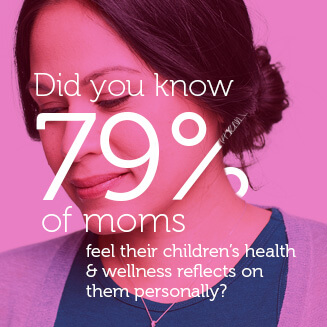 Did you know
79%
of moms
feel their children's health
& wellness reflects on
them personally?